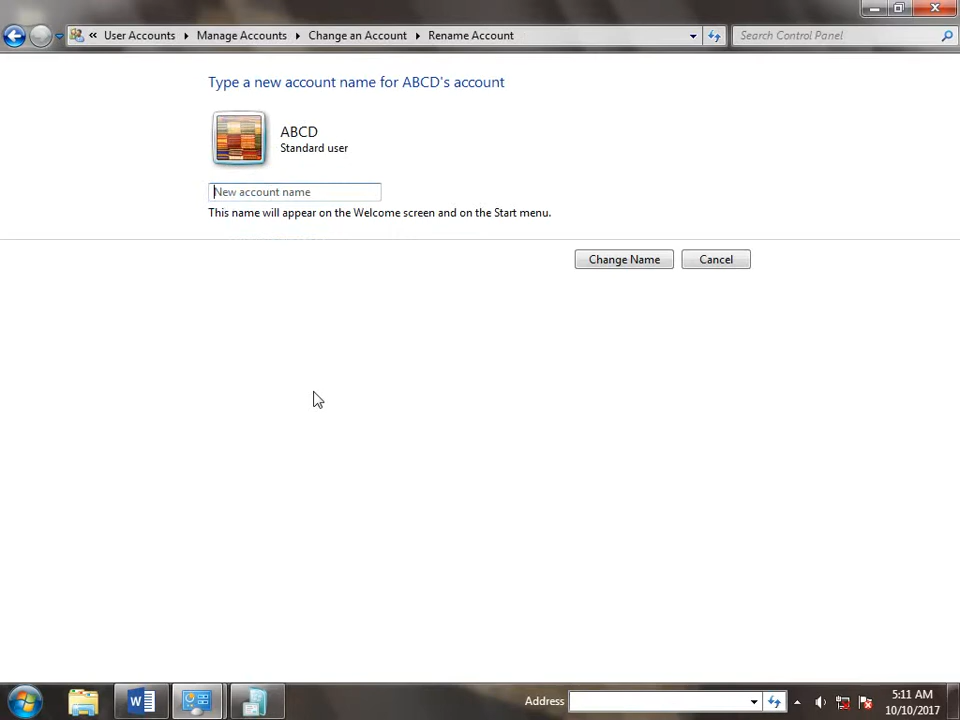 « User Accounts Manage Accounts Change an Account Rename Account
Search Control Panel
Type a new account name for ABCD's account
ABCD
Standard user
New account name
This name will appear on the Welcome screen and on the Start menu.
Change Name Cancel
Address
5:11 AM
10/10/2017